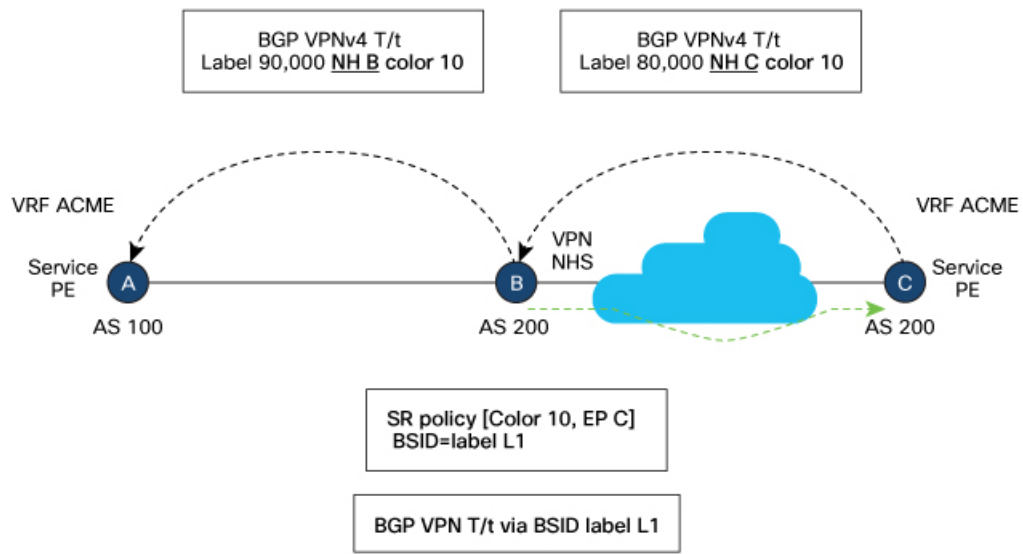 BGP VPNv4 T/t
Label 90,000 NH B color 10
BGP VPNv4 T/t
Label 80,000 NH C color 10
VRF ACME
VRF ACME
VPN
NHS
Service
PE
A
B
C
Service
PE
AS 100
AS 200
AS 200
SR policy [Color 10, EP C]
BSID=label L1
BGP VPN T/t via BSID label L1